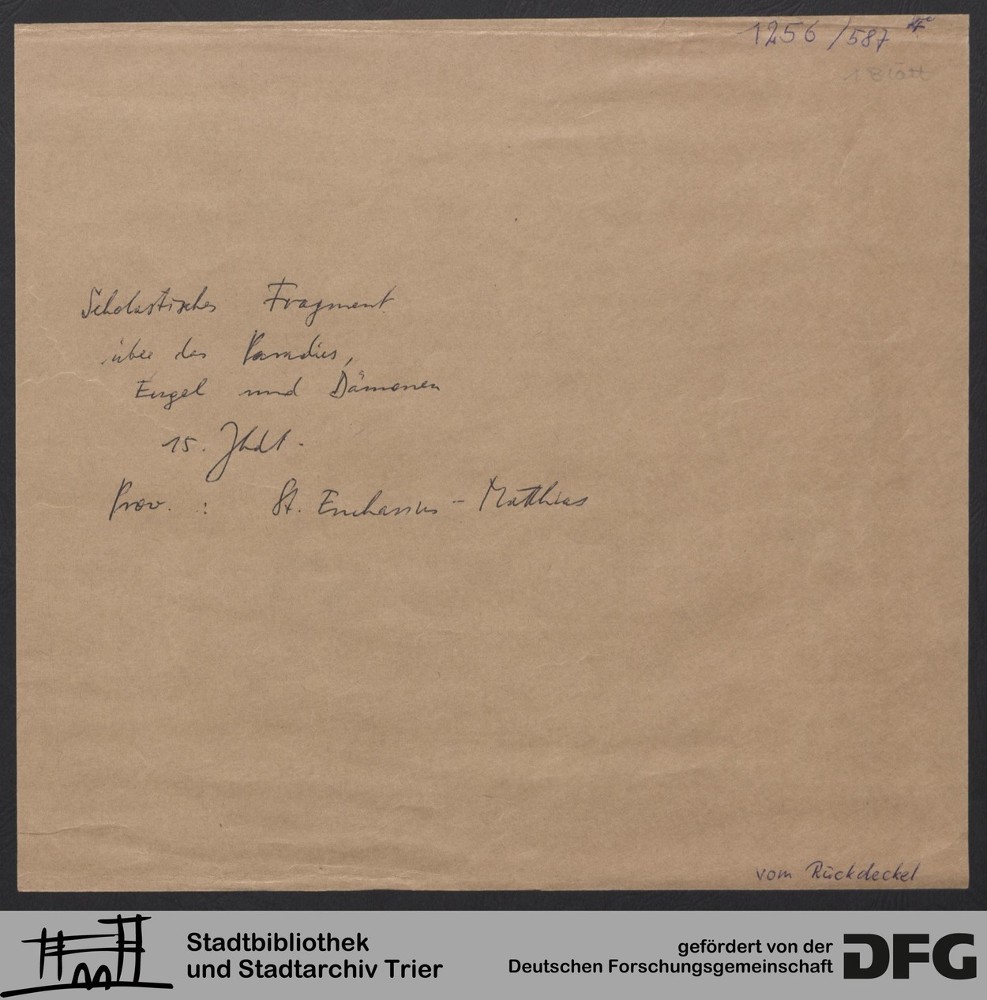 1256/587
1 Blatt
Scholastisches Fragment
über das Paradies,
Engel und Dämonen
15. Jhdt.
Prov. : St. Eucharius - Matthias
vom Rückdeckel
Stadtbibliothek
und Stadtarchiv Trier
gefördert von der
Deutschen Forschungsgemeinschaft
DFG